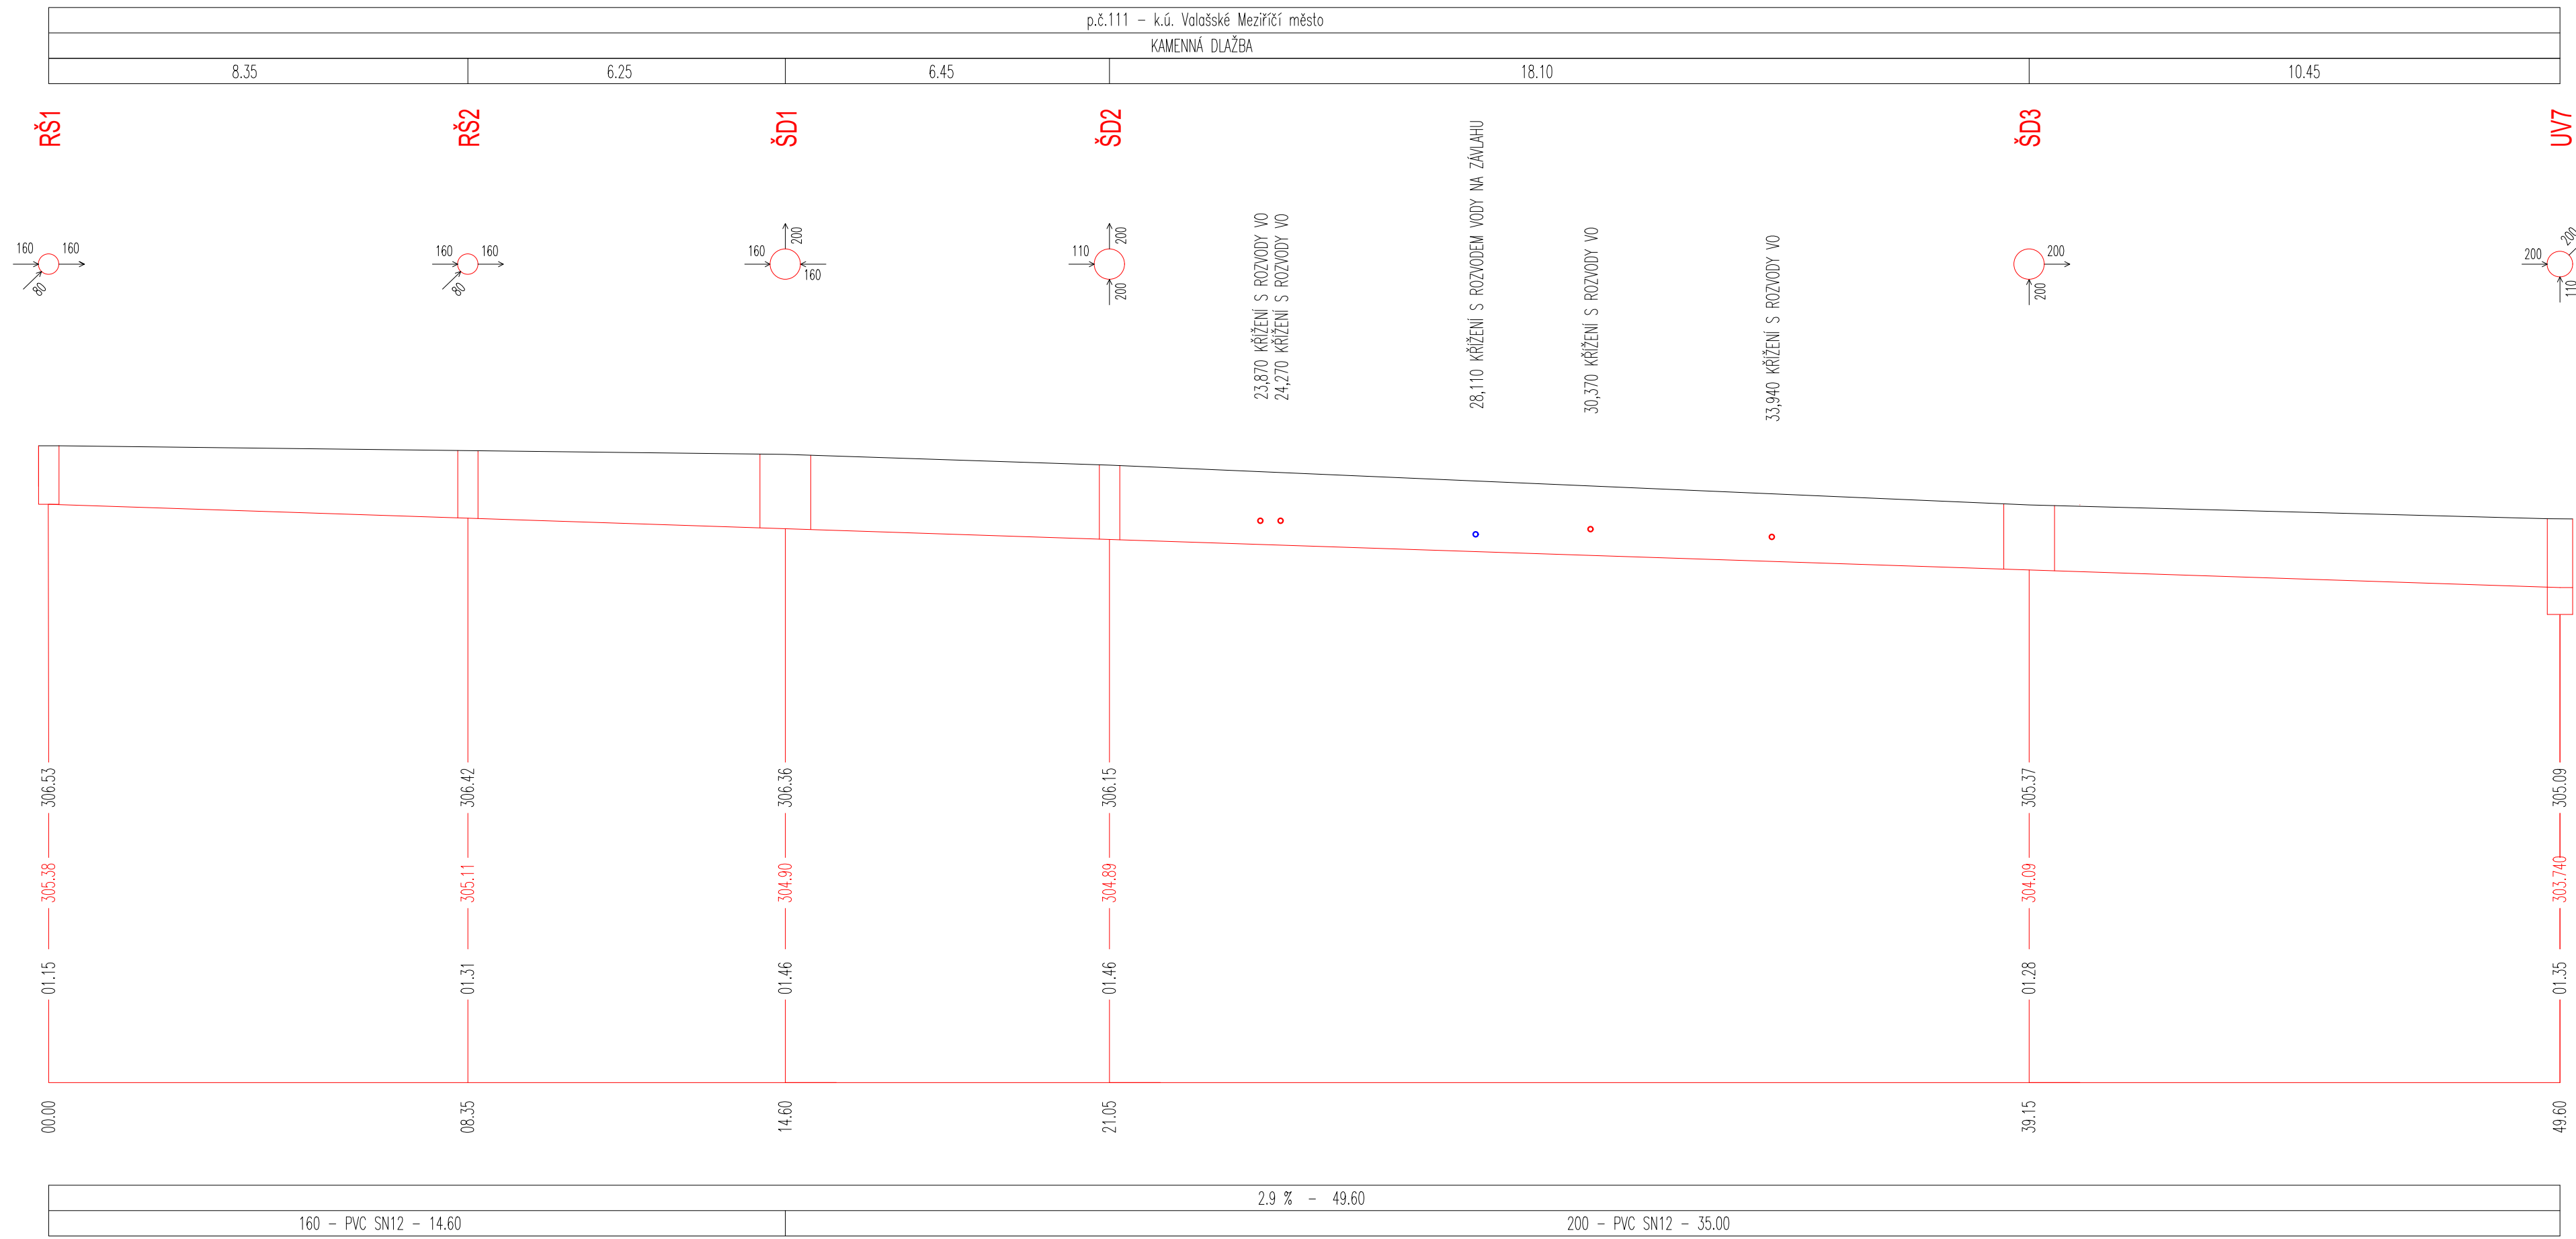 p.č.111 – k.ú. Valašské Meziříčí město
KAMENNÁ DLAŽBA
8.35 6.25 6.45 18.10 10.45
RŠ1 RŠ2 ŠD1 ŠD2 ŠD3 UV7
160 160 80
160 160 80
160 200 160
110 200 200
200 200
200 200 110
23,870 KŘÍŽENÍ S ROZVODY VO
24,270 KŘÍŽENÍ S ROZVODY VO
28,110 KŘÍŽENÍ S ROZVODEM VODY NA ZÁVLAHU
30,370 KŘÍŽENÍ S ROZVODY VO
33,940 KŘÍŽENÍ S ROZVODY VO
306.53 306.42 306.36 306.15 305.37 305.09
305.38 305.11 304.90 304.89 304.09 303.740
01.15 01.31 01.46 01.46 01.28 01.35
00.00 08.35 14.60 21.05 39.15 49.60
2.9 % – 49.60
160 – PVC SN12 – 14.60 200 – PVC SN12 – 35.00